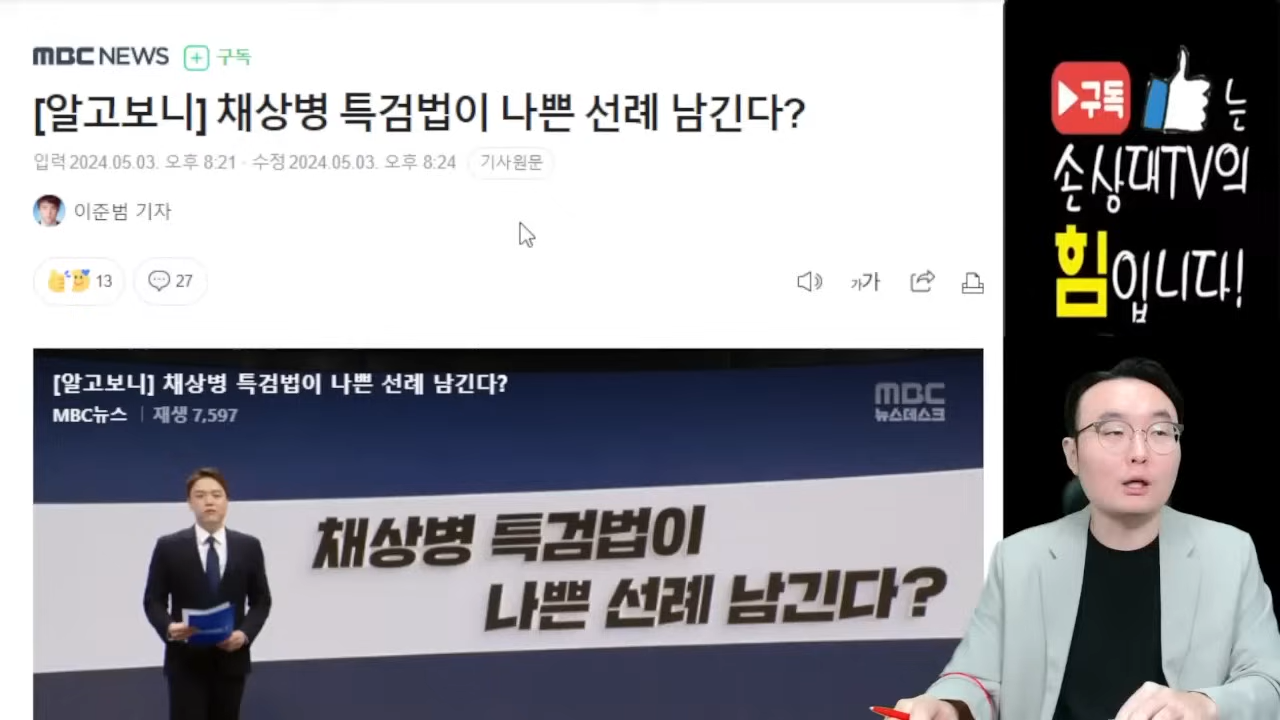 MBC NEWS 구독
[알고보니] 채상병 특검법이 나쁜 선례 남긴다?
입력 2024.05.03. 오후 8:21 · 수정 2024.05.03. 오후 8:24 기사원문
이준범 기자
13 27
가가
[알고보니] 채상병 특검법이 나쁜 선례 남긴다?
MBC뉴스 재생 7,597
MBC
뉴스데스크
채상병 특검법이
나쁜 선례 남긴다?
구독 는
손상대TV의
힘입니다!